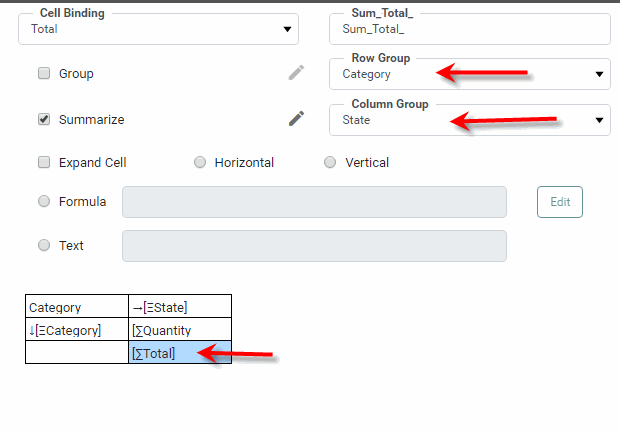 Cell Binding
Sum_Total_
Total
Sum_Total_
Group
Row Group
Category
Summarize
Column Group
State
Expand Cell
Horizontal
Vertical
Formula
Edit
Text
Category
→[ΞState]
↓[ΞCategory]
[∑Quantity
[∑Total]